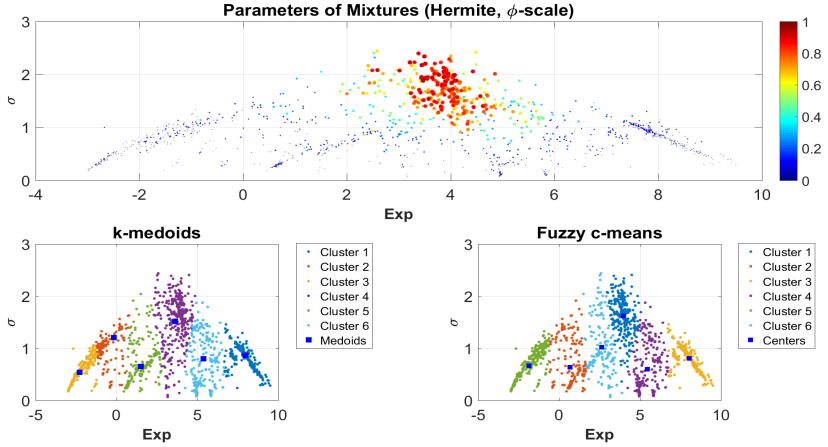 Parameters of Mixtures (Hermite, ϕ-scale)
3
2
1
0
σ
-4
-2
0
2
4
6
8
10
Exp
1
0.8
0.6
0.4
0.2
0
k-medoids
3
2
1
0
σ
-5
0
5
10
Exp
Cluster 1
Cluster 2
Cluster 3
Cluster 4
Cluster 5
Cluster 6
Medoids
Fuzzy c-means
3
2
1
0
σ
-5
0
5
10
Exp
Cluster 1
Cluster 2
Cluster 3
Cluster 4
Cluster 5
Cluster 6
Centers